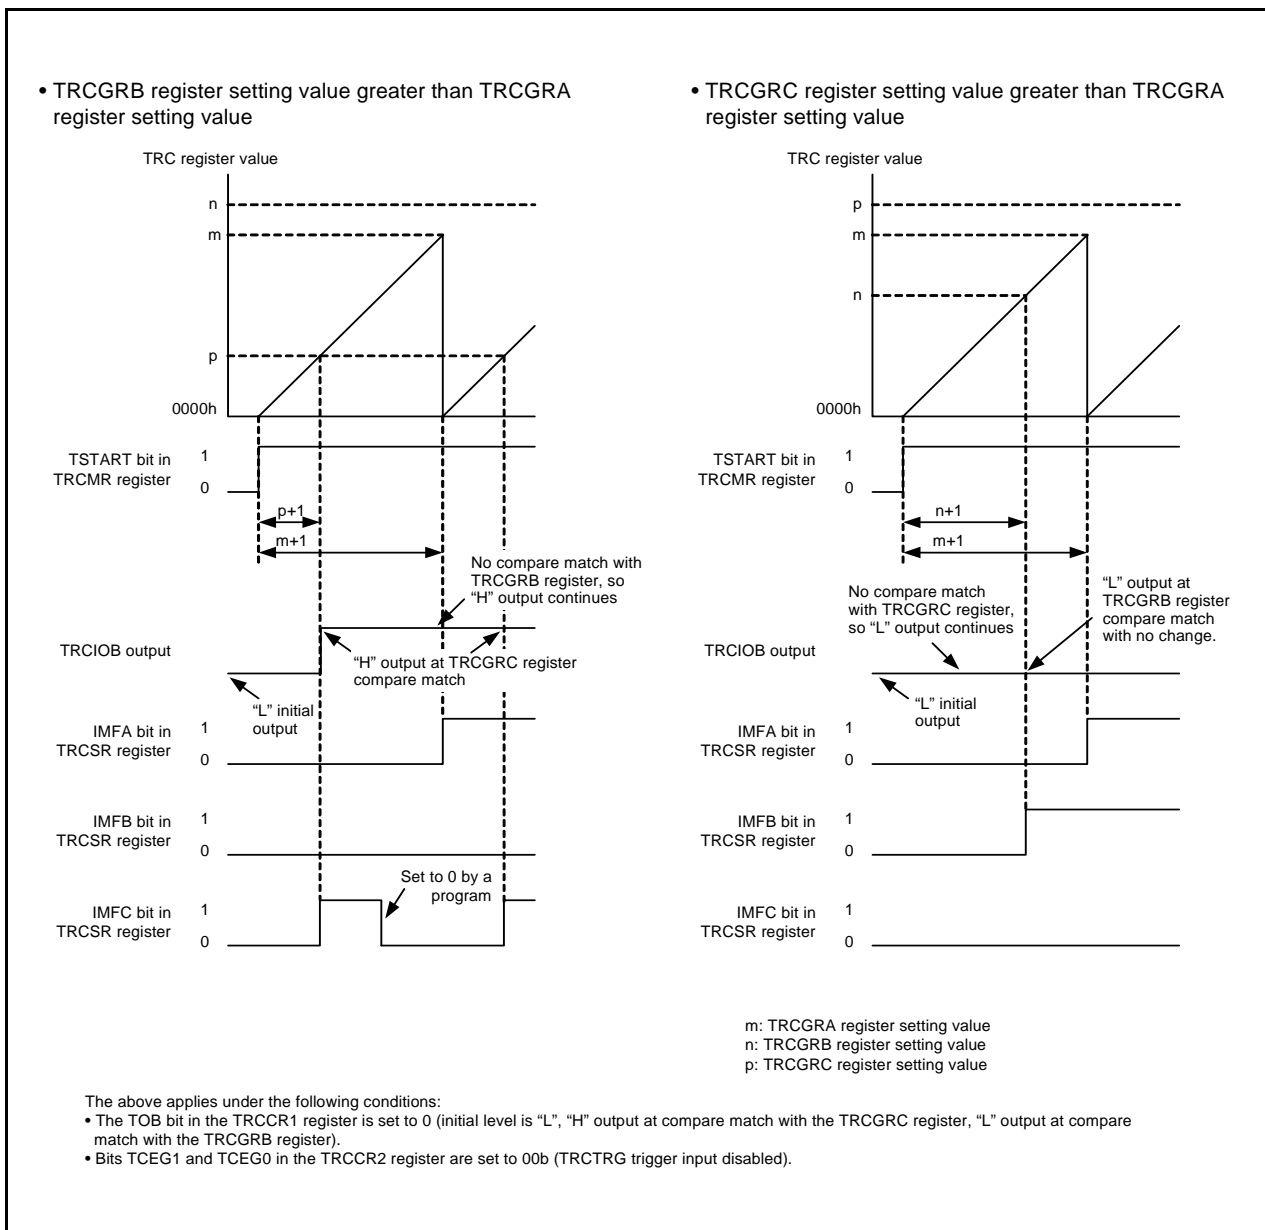 • TRCGRB register setting value greater than TRCGRA
register setting value
TRC register value
n
m
p
0000h
TSTART bit in
TRCMR register
1
0
p+1
m+1
No compare match with
TRCGRB register, so
“H” output continues
TRCIOB output
“H” output at TRCGRC register
compare match
“L” initial
output
IMFA bit in
TRCSR register
1
0
IMFB bit in
TRCSR register
1
0
Set to 0 by a
program
IMFC bit in
TRCSR register
1
0
• TRCGRC register setting value greater than TRCGRA
register setting value
TRC register value
p
m
n
0000h
TSTART bit in
TRCMR register
1
0
n+1
m+1
No compare match
with TRCGRC register,
so “L” output continues
“L” output at
TRCGRB register
compare match
with no change.
TRCIOB output
“L” initial
output
IMFA bit in
TRCSR register
1
0
IMFB bit in
TRCSR register
1
0
IMFC bit in
TRCSR register
1
0
m: TRCGRA register setting value
n: TRCGRB register setting value
p: TRCGRC register setting value
The above applies under the following conditions:
• The TOB bit in the TRCCR1 register is set to 0 (initial level is “L”, “H” output at compare match with the TRCGRC register, “L” output at compare
match with the TRCGRB register).
• Bits TCEG1 and TCEG0 in the TRCCR2 register are set to 00b (TRCTRG trigger input disabled).